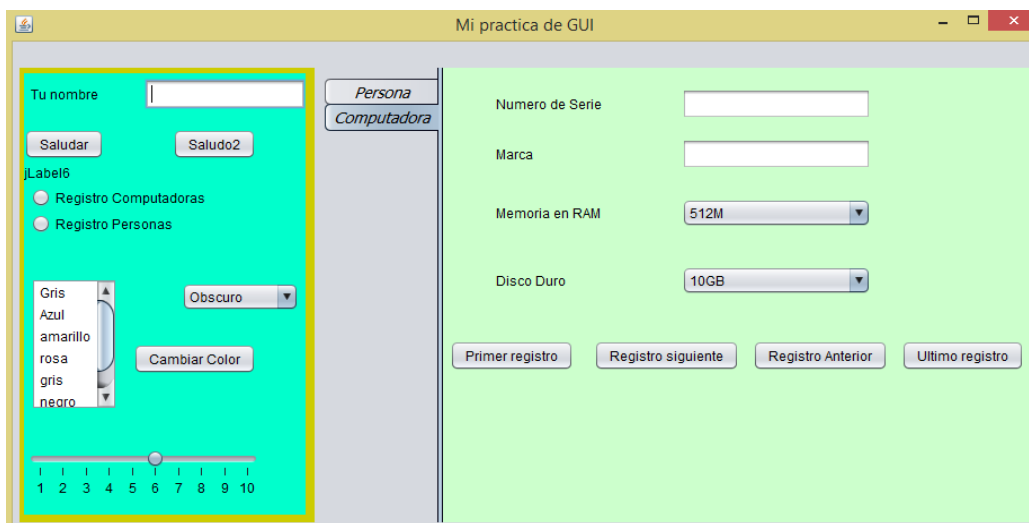 Mi practica de GUI
Tu nombre
Saludar
Saludo2
jLabel6
Registro Computadoras
Registro Personas
Gris
Azul
amarillo
rosa
gris
negro
Obscuro
Cambiar Color
1 2 3 4 5 6 7 8 9 10
Persona
Computadora
Numero de Serie
Marca
Memoria en RAM
512M
Disco Duro
10GB
Primer registro
Registro siguiente
Registro Anterior
Ultimo registro